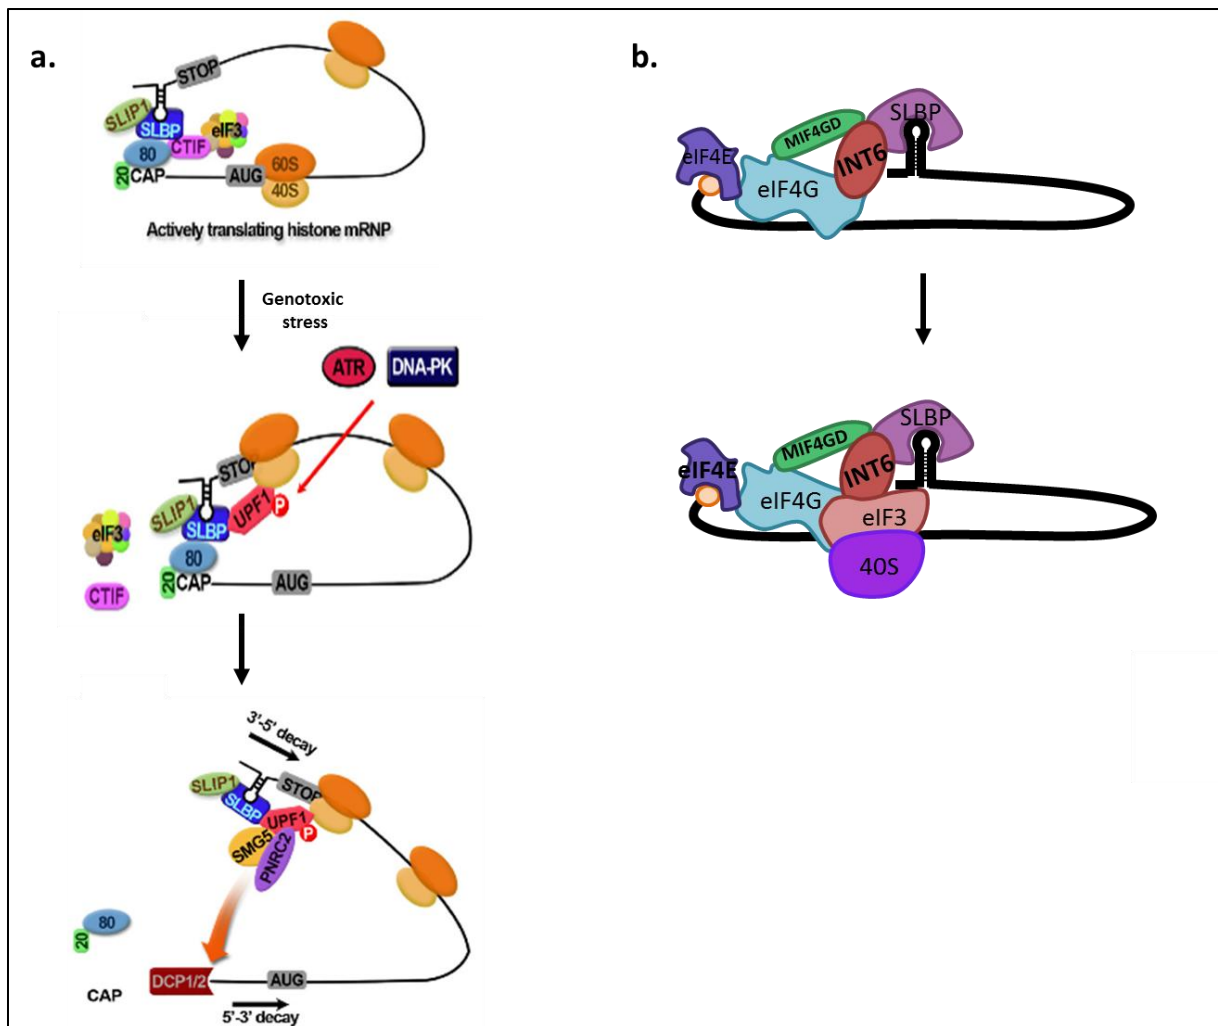 a.
STOP
SLIP1
SLBP
eIF3
CTIF
80
20
CAP
AUG
60S
40S
Actively translating histone mRNP
Genotoxic
stress
ATR
DNA-PK
STO
SLIP1
UPF1
P
SLBP
eIF3
80
20
CAP
AUG
CTIF
3'-5' decay
SLIP1
STOP
SLBP
UPF1
P
SMG5
PNRC2
80
20
DCP1/2
AUG
CAP
5'-3' decay
b.
SLBP
MIF4GD
eIF4E
INT6
eIF4G
SLBP
MIF4GD
eIF4E
INT6
eIF4G
eIF3
40S